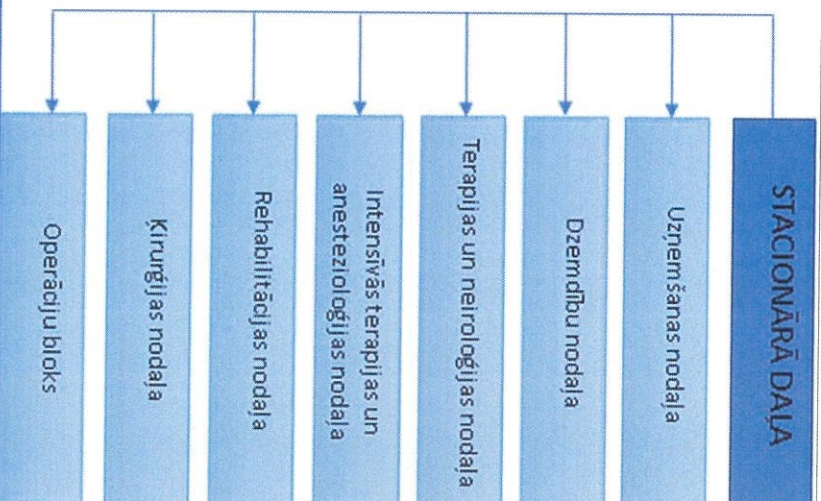 STACIONĀRĀ DAĻA
Uzņemšanas nodaļa
Dzemdību nodaļa
Terapijas un neiroloģijas nodaļa
Intensīvās terapijas un
anestezioloģijas nodaļa
Rehabilitācijas nodaļa
Ķirurģijas nodaļa
Operāciju bloks